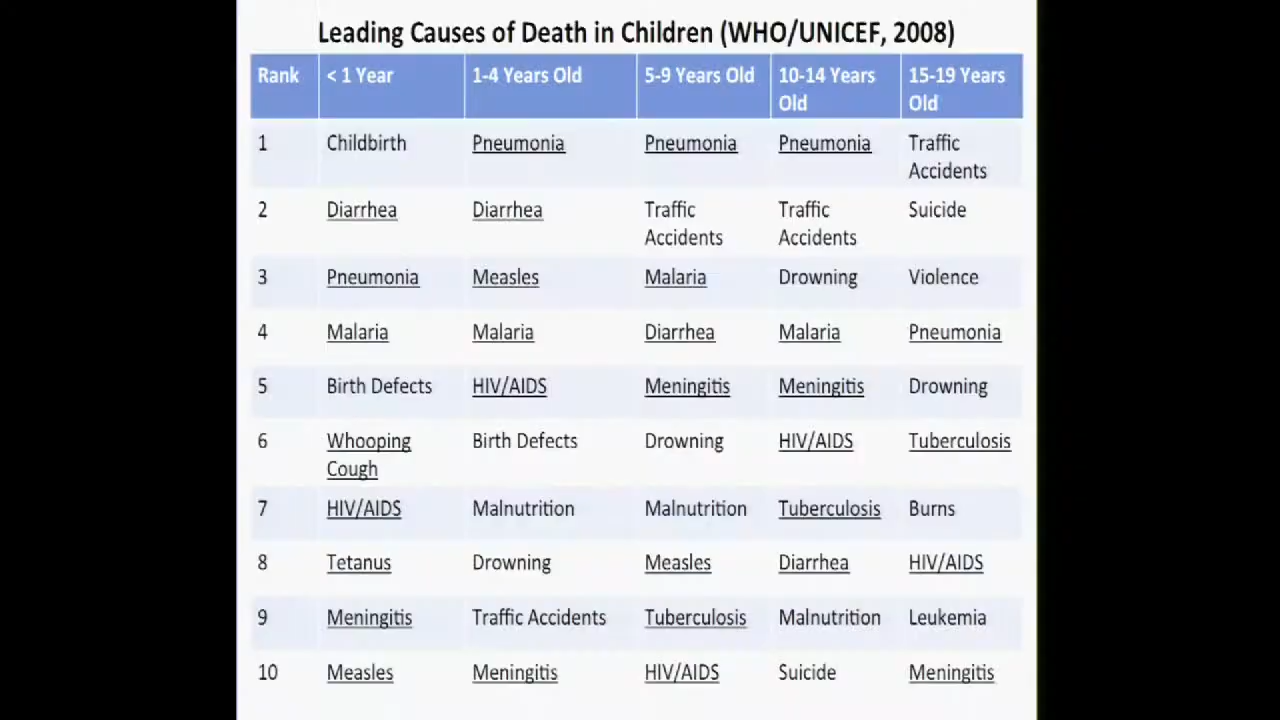 Leading Causes of Death in Children (WHO/UNICEF, 2008)
Rank < 1 Year 1-4 Years Old 5-9 Years Old 10-14 Years Old 15-19 Years Old
1 Childbirth Pneumonia Pneumonia Pneumonia Traffic Accidents
2 Diarrhea Diarrhea Traffic Accidents Traffic Accidents Suicide
3 Pneumonia Measles Malaria Drowning Violence
4 Malaria Malaria Diarrhea Malaria Pneumonia
5 Birth Defects HIV/AIDS Meningitis Meningitis Drowning
6 Whooping Cough Birth Defects Drowning HIV/AIDS Tuberculosis
7 HIV/AIDS Malnutrition Malnutrition Tuberculosis Burns
8 Tetanus Drowning Measles Diarrhea HIV/AIDS
9 Meningitis Traffic Accidents Tuberculosis Malnutrition Leukemia
10 Measles Meningitis HIV/AIDS Suicide Meningitis